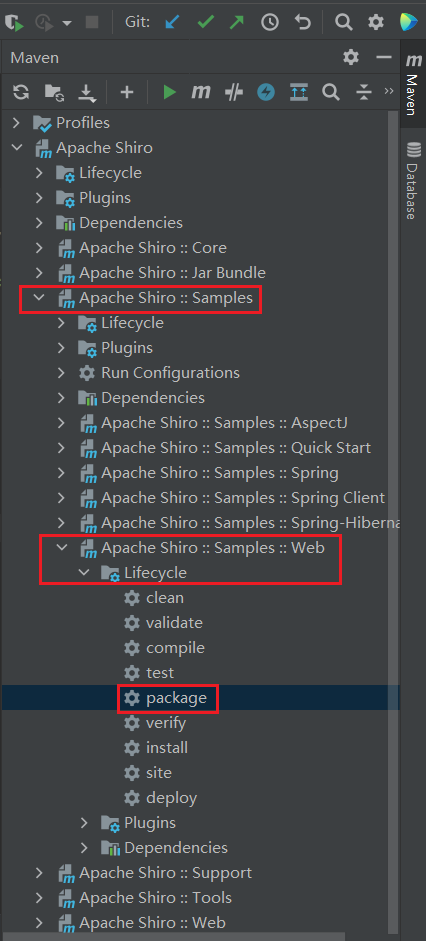 Git:
Maven
Profiles
Apache Shiro
Lifecycle
Plugins
Dependencies
Apache Shiro :: Core
Apache Shiro :: Jar Bundle
Apache Shiro :: Samples
Lifecycle
Plugins
Run Configurations
Dependencies
Apache Shiro :: Samples :: AspectJ
Apache Shiro :: Samples :: Quick Start
Apache Shiro :: Samples :: Spring
Apache Shiro :: Samples :: Spring Client
Apache Shiro :: Samples :: Spring-Hiberna
Apache Shiro :: Samples :: Web
Lifecycle
clean
validate
compile
test
package
verify
install
site
deploy
Plugins
Dependencies
Apache Shiro :: Support
Apache Shiro :: Tools
Apache Shiro :: Web
Maven
Database